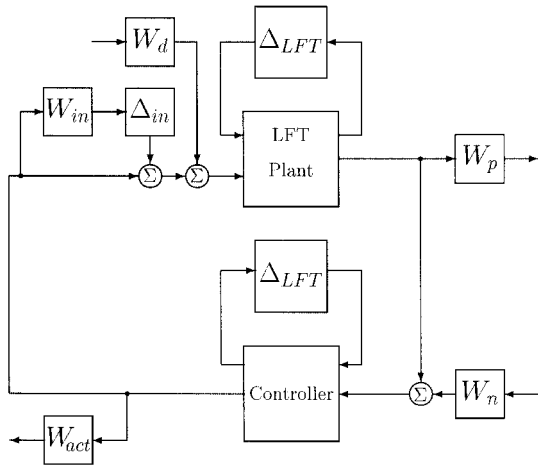 W_d
Δ_LFT
W_in
Δ_in
LFT
Plant
Σ
Σ
W_p
Δ_LFT
Controller
Σ
W_n
W_act